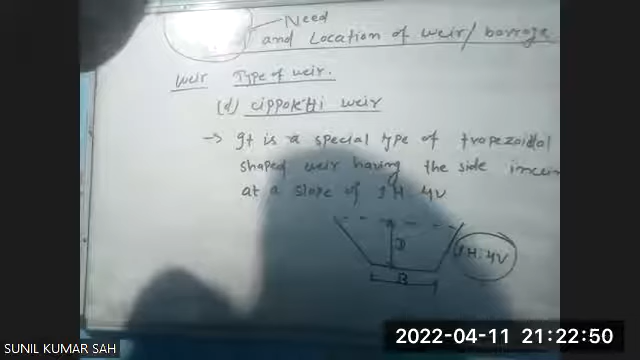 Need
and Location of weir/barrage
weir Type of weir.
(d) cippoletti weir
→ It is a special type of tropezoidal
shaped weir having the side
at a slope of 1H:4V
D
1H:4V
B
SUNIL KUMAR SAH
2022-04-11 21:22:50